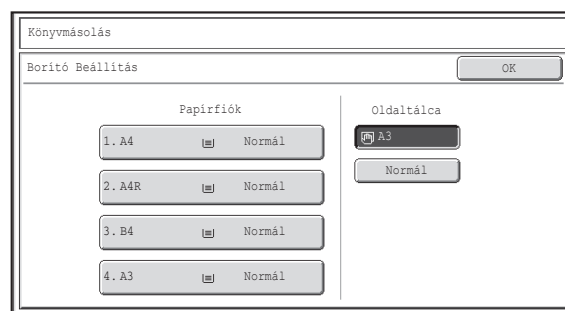 Könyvmásolás
Borító Beállítás
OK
Papírfiók
1. A4 Normál
2. A4R Normál
3. B4 Normál
4. A3 Normál
Oldaltálca
A3
Normál